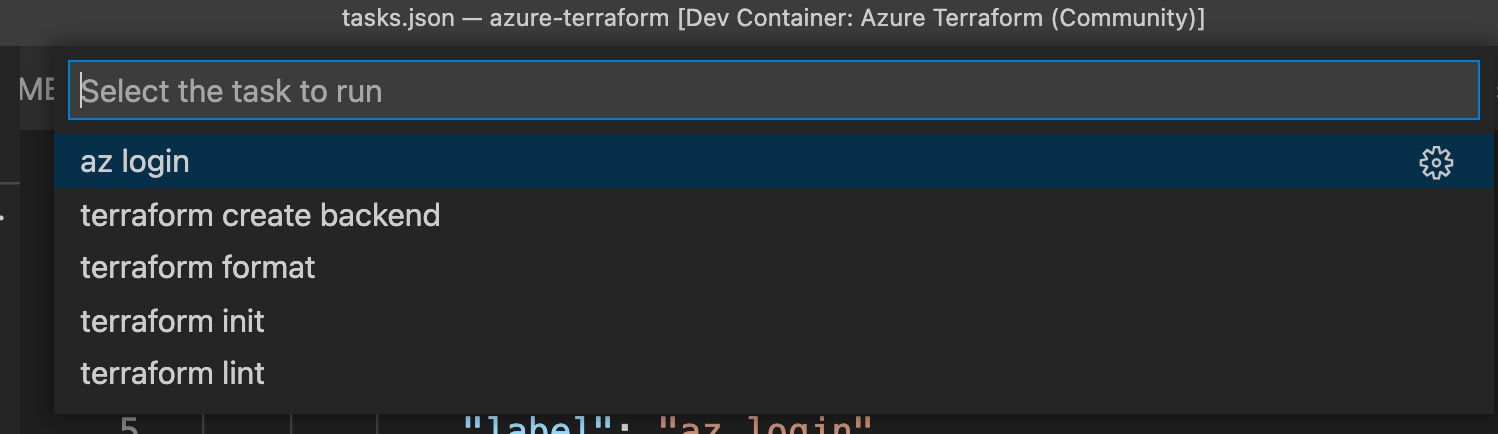 tasks.json — azure-terraform [Dev Container: Azure Terraform (Community)]
Select the task to run
az login
terraform create backend
terraform format
terraform init
terraform lint
5 "label": "az login"